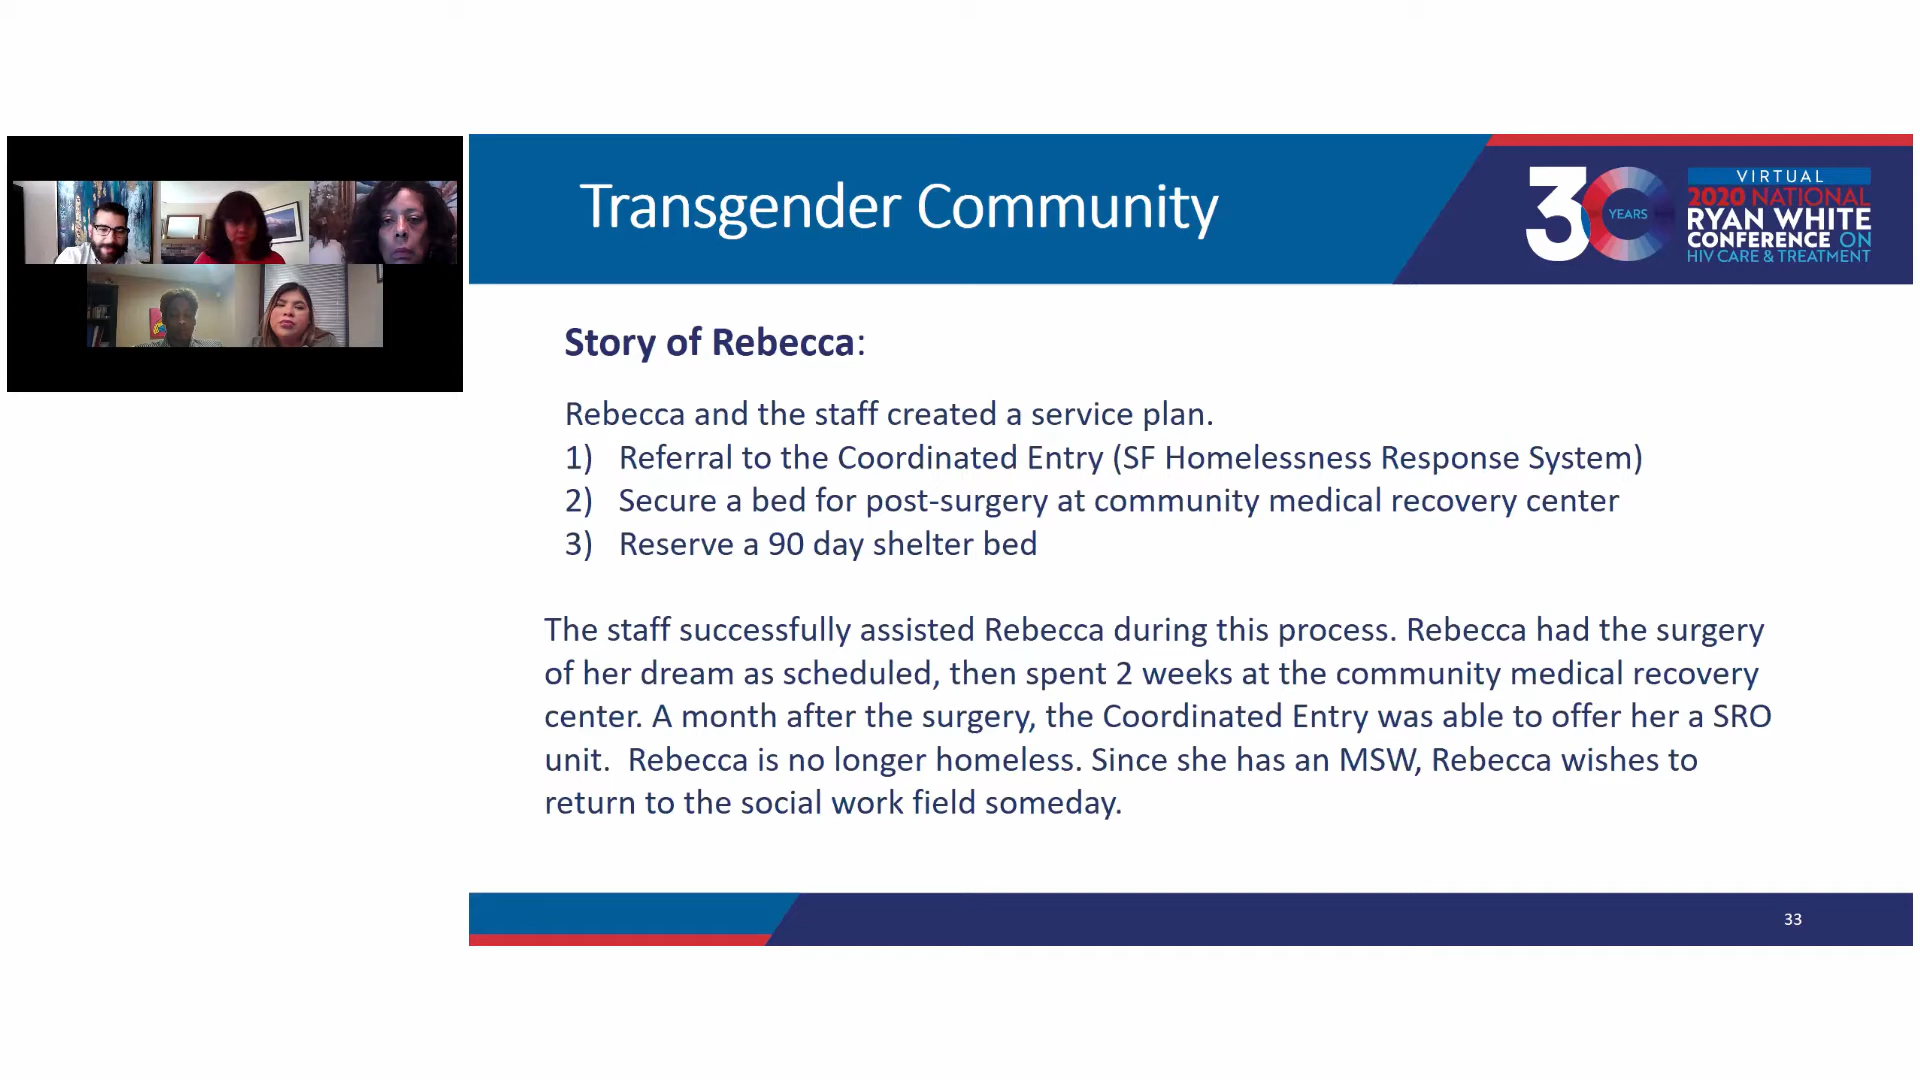 Transgender Community
30
YEARS
VIRTUAL
2020 NATIONAL
RYAN WHITE
CONFERENCE ON
HIV CARE & TREATMENT
Story of Rebecca:
Rebecca and the staff created a service plan.
1) Referral to the Coordinated Entry (SF Homelessness Response System)
2) Secure a bed for post-surgery at community medical recovery center
3) Reserve a 90 day shelter bed
The staff successfully assisted Rebecca during this process. Rebecca had the surgery
of her dream as scheduled, then spent 2 weeks at the community medical recovery
center. A month after the surgery, the Coordinated Entry was able to offer her a SRO
unit.  Rebecca is no longer homeless. Since she has an MSW, Rebecca wishes to
return to the social work field someday.
33